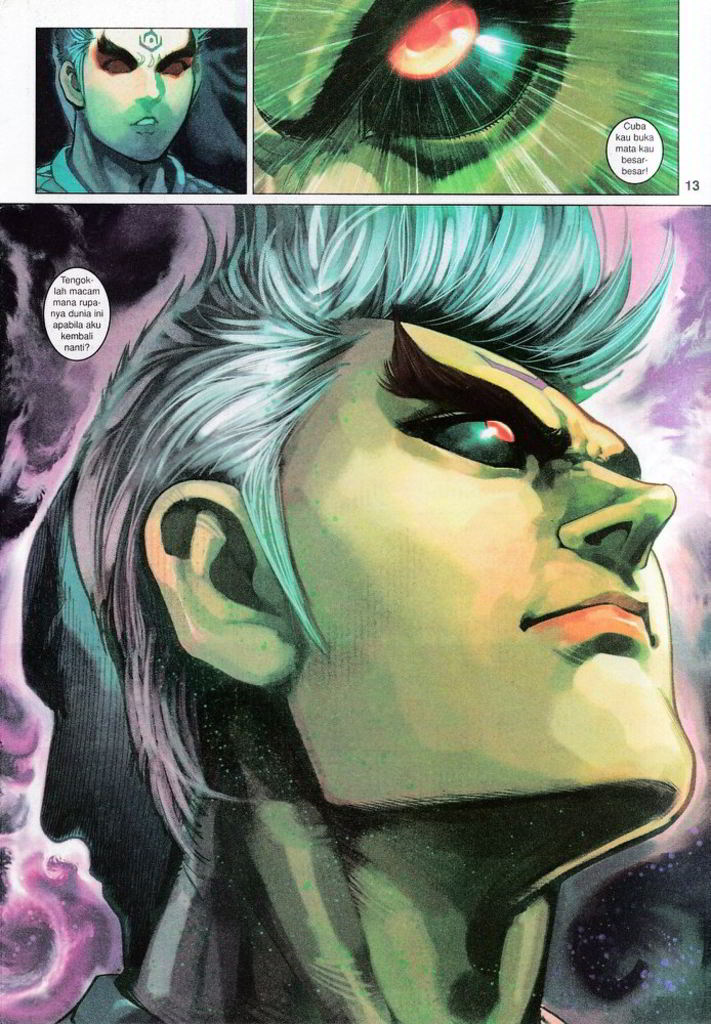 Cuba
kau buka
mata kau
besar-
besar!
13
Tengok-
lah macam
mana rupa-
nya dunia ini
apabila aku
kembali
nanti?